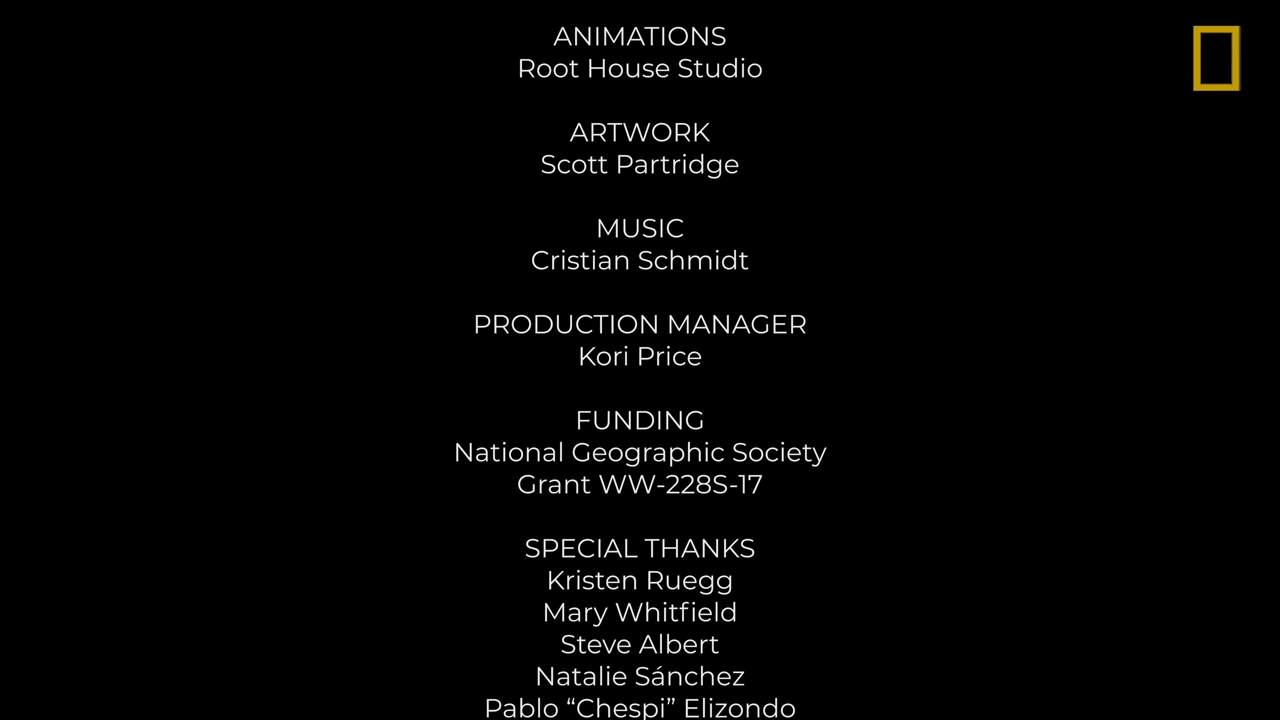 ANIMATIONS
Root House Studio
ARTWORK
Scott Partridge
MUSIC
Cristian Schmidt
PRODUCTION MANAGER
Kori Price
FUNDING
National Geographic Society
Grant WW-228S-17
SPECIAL THANKS
Kristen Ruegg
Mary Whitfield
Steve Albert
Natalie Sánchez
Pablo “Chespi” Elizondo